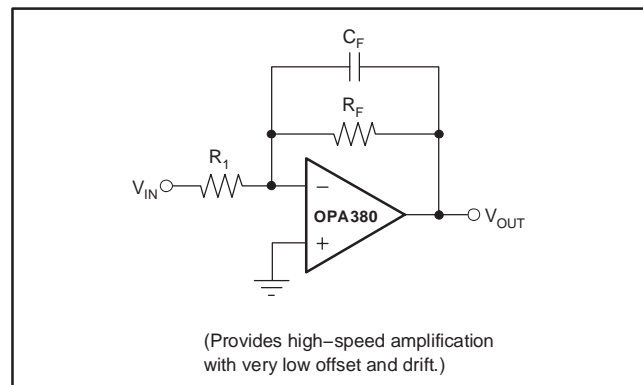 C_F
R_F
R_1
V_IN
−
OPA380
+
V_OUT
(Provides high−speed amplification
with very low offset and drift.)